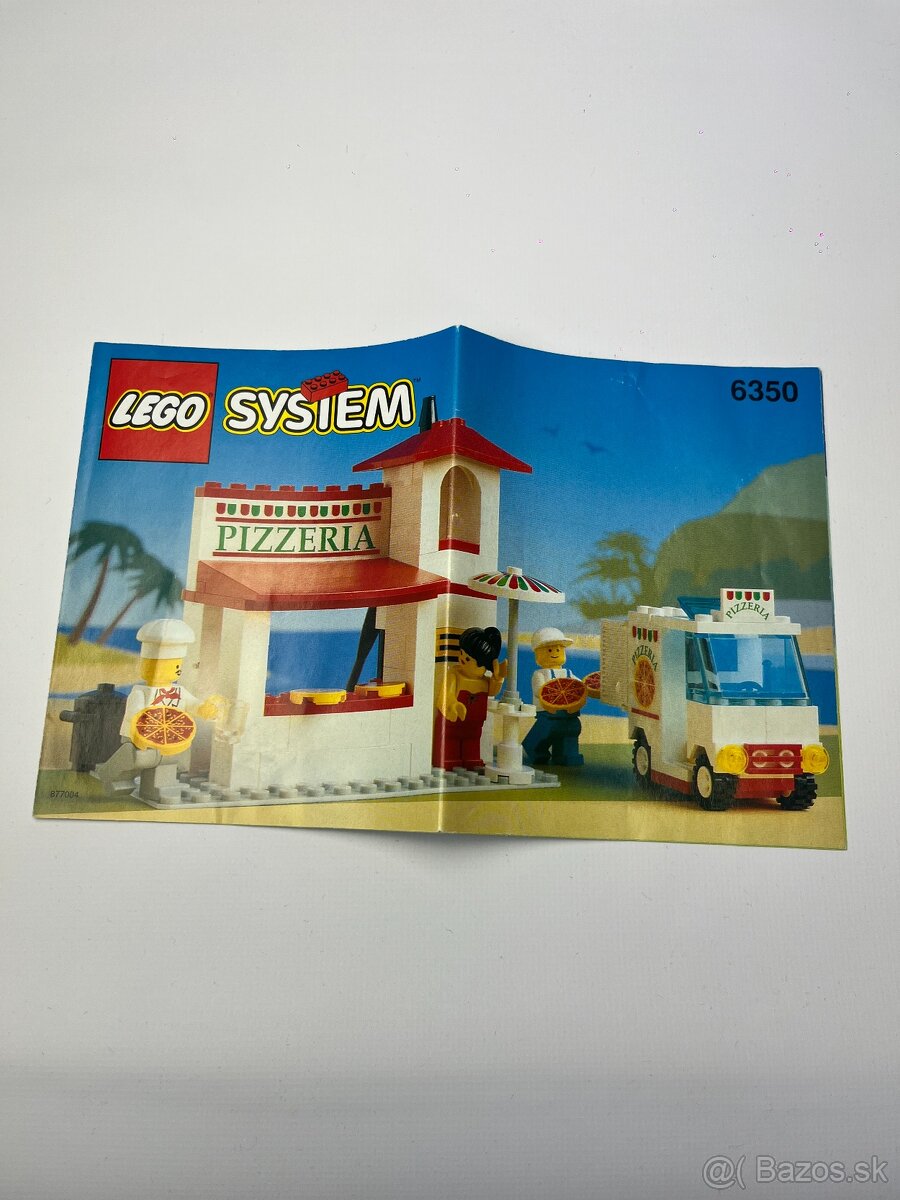 LEGO
SYSTEM
6350
PIZZERIA
PIZZERIA
PIZZERIA
877004
@( Bazos.sk